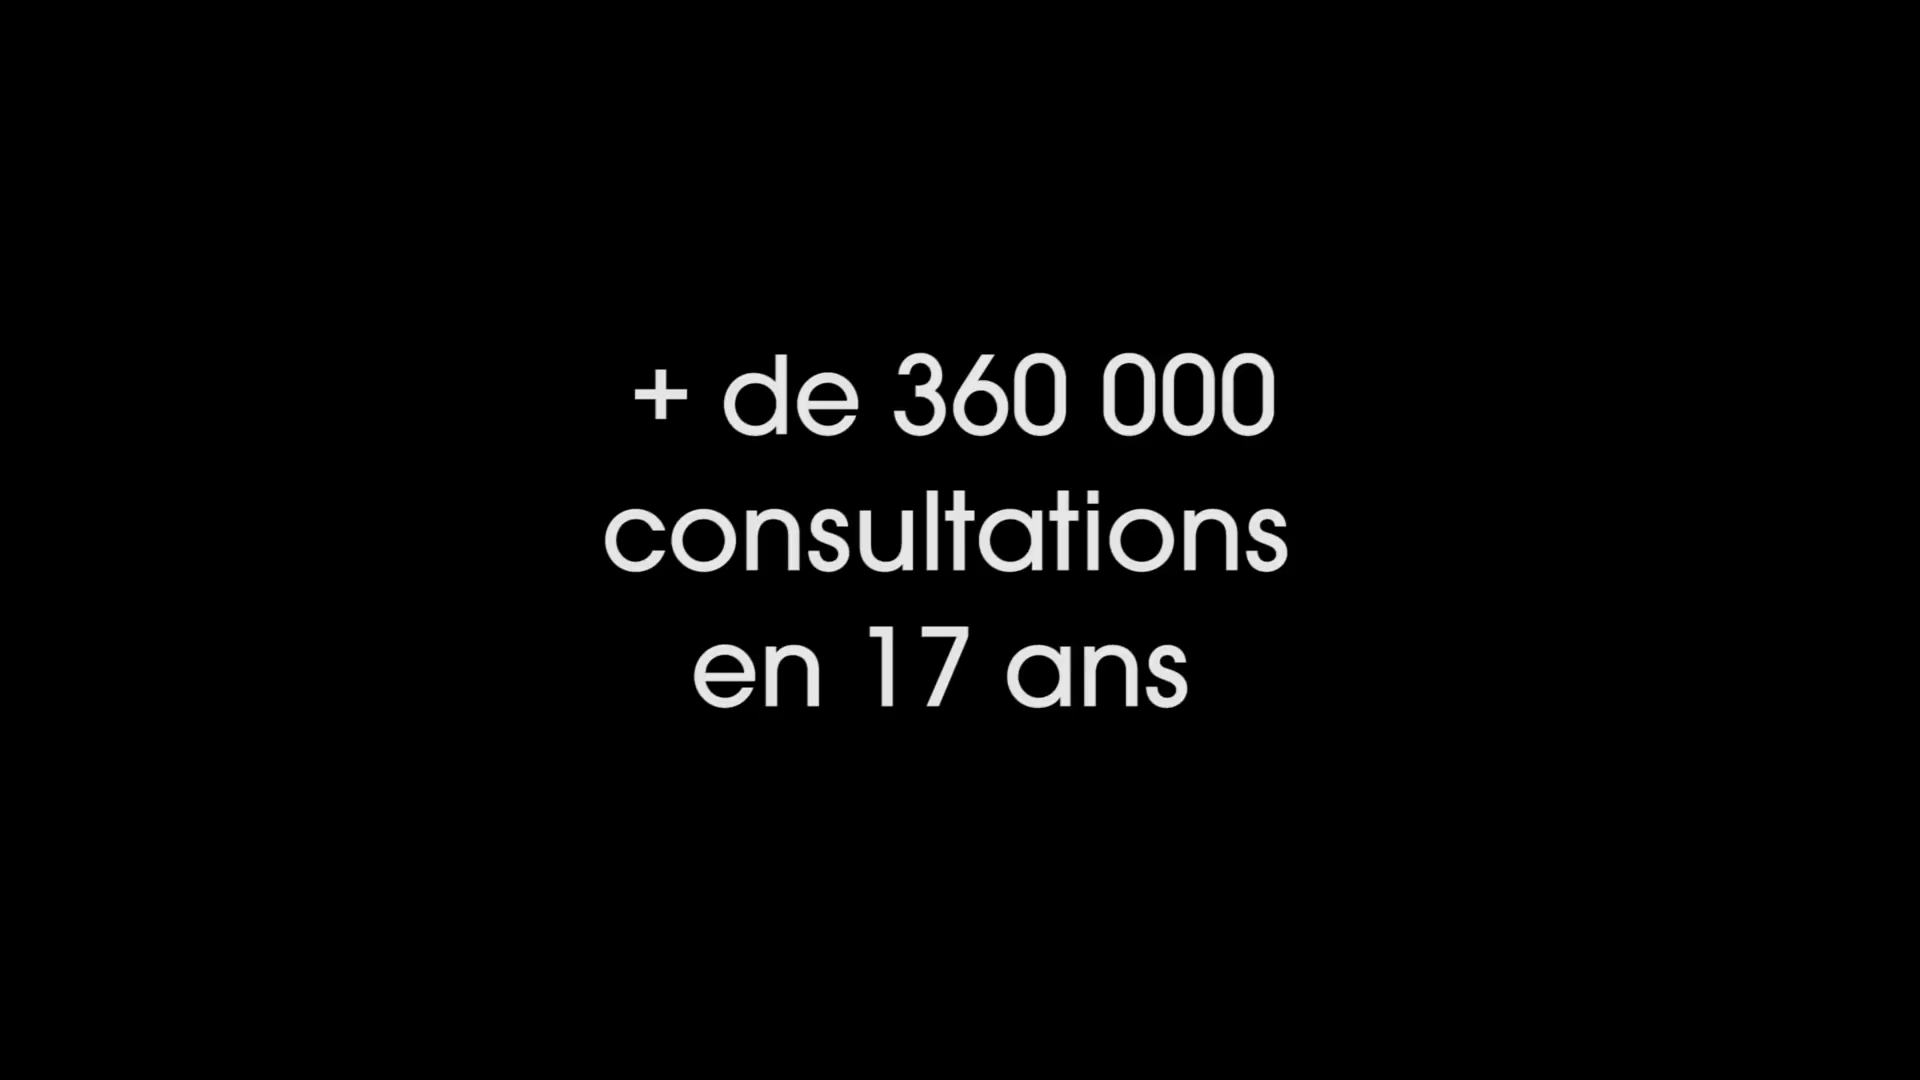 + de 360 000
consultations
en 17 ans